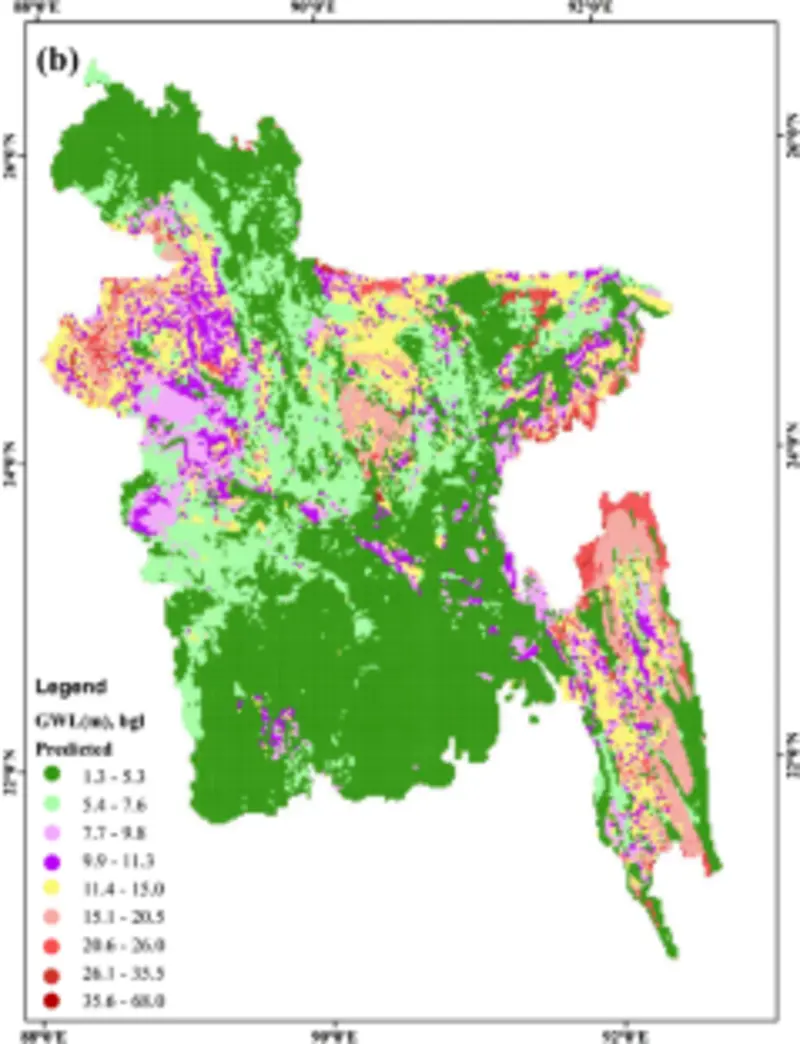 88°0'E 90°0'E 92°0'E
(b)
26°0'N 26°0'N
24°0'N 24°0'N
22°0'N 22°0'N
Legend
GWL(m), bgl
Predicted
1.3 - 5.3
5.4 - 7.6
7.7 - 9.8
9.9 - 11.3
11.4 - 15.0
15.1 - 20.5
20.6 - 26.0
26.1 - 35.5
35.6 - 68.0
88°0'E 90°0'E 92°0'E